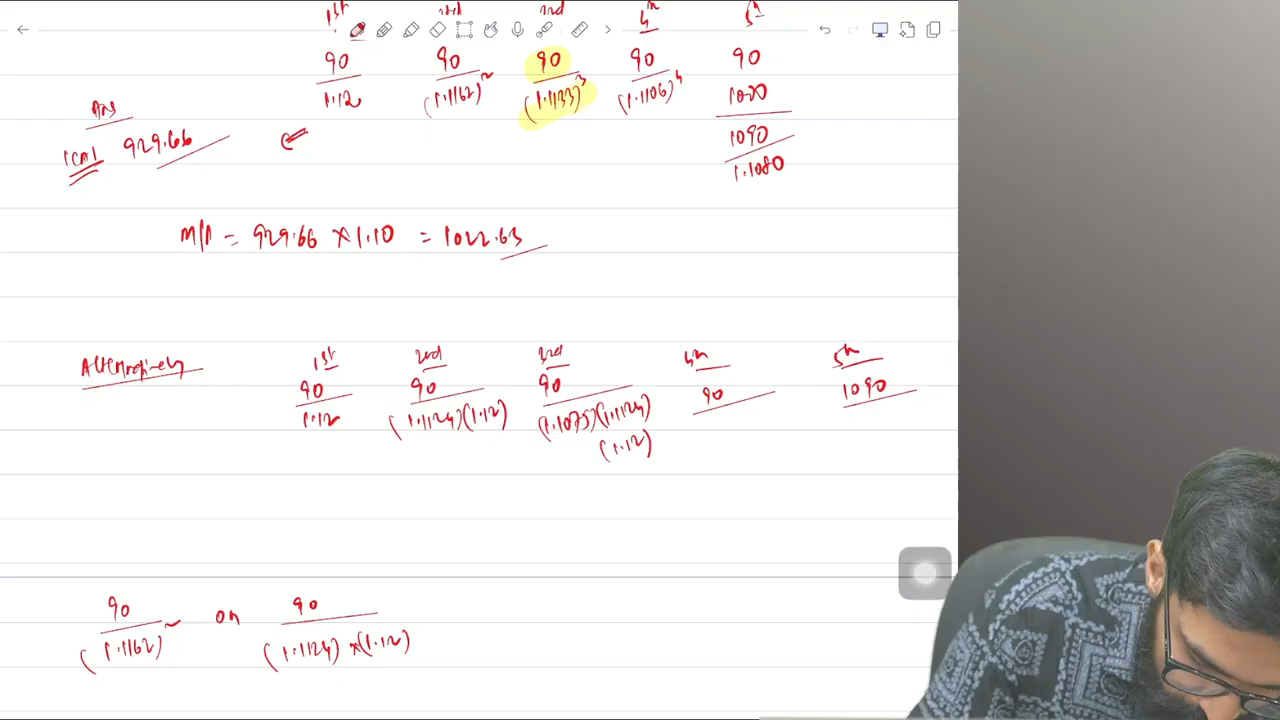 1st 2nd 3rd 4th 5th
90/1.12 90/(1.1162)² 90/(1.1133)³ 90/(1.1106)⁴ 90
1000
1090/1.1080
Ans
929.66
M/P = 929.66 × 1.10 = 1022.63
Alternatively 1st 2nd 3rd 4th 5th
90/1.12 90/(1.1124)(1.12) 90/(1.1075)(1.1124)(1.12) 90 1090
90/(1.1162)² or 90/(1.1124)×(1.12)